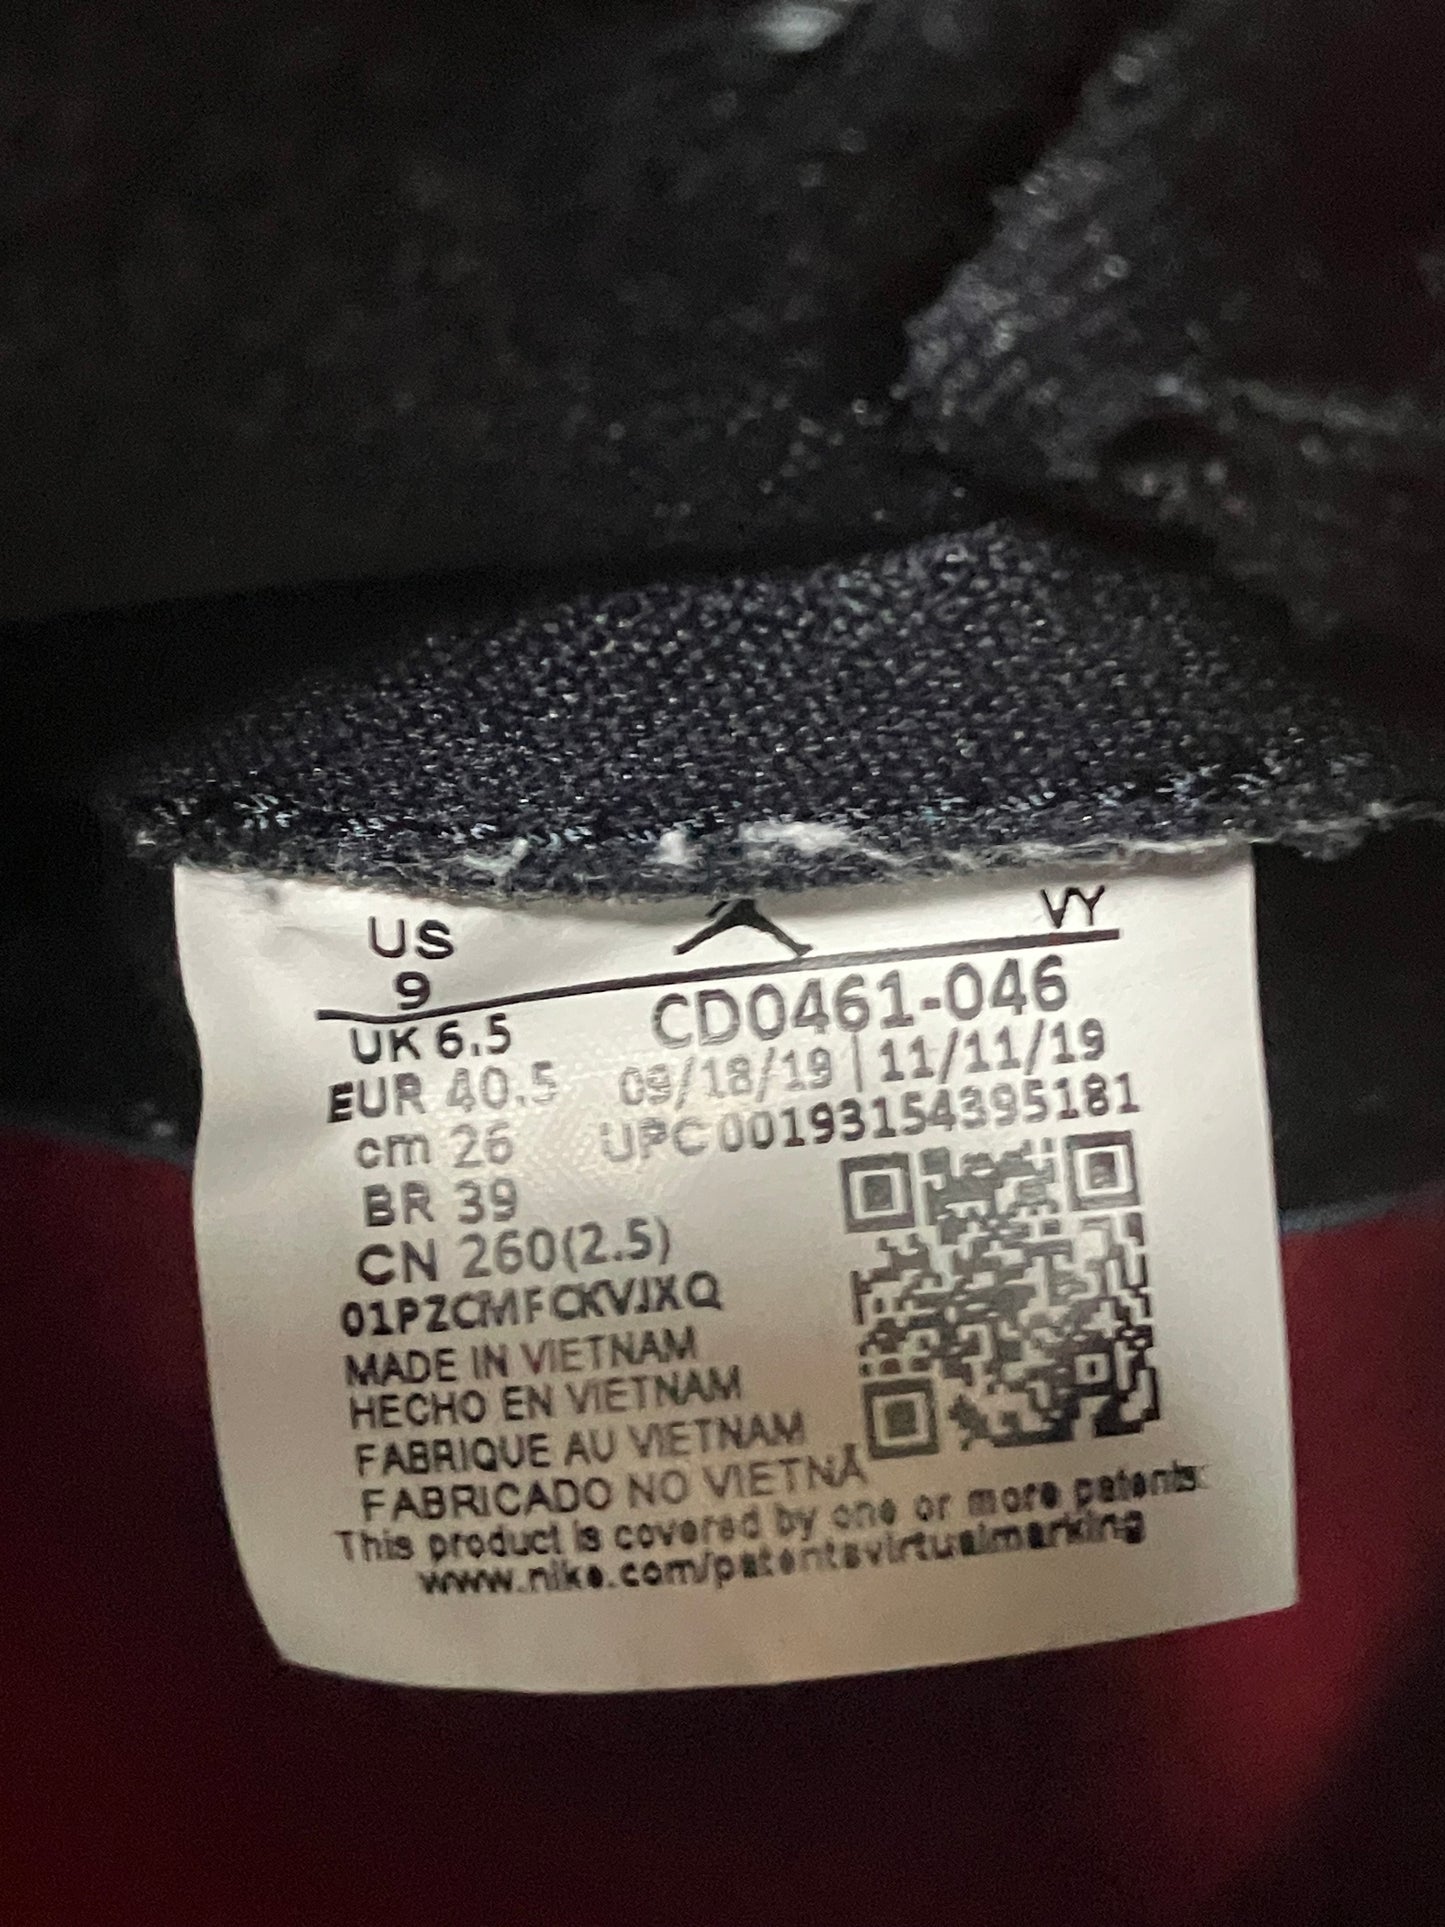 US
9
VY
UK 6.5
CD0461-046
EUR 40.5
09/18/19 | 11/11/19
cm 26
UPC 00193154395181
BR 39
CN 260(2.5)
01PZCMFCKVJXQ
MADE IN VIETNAM
HECHO EN VIETNAM
FABRIQUE AU VIETNAM
FABRICADO NO VIETNÃ
This product is covered by one or more patents:
www.nike.com/patentsvirtualmarking